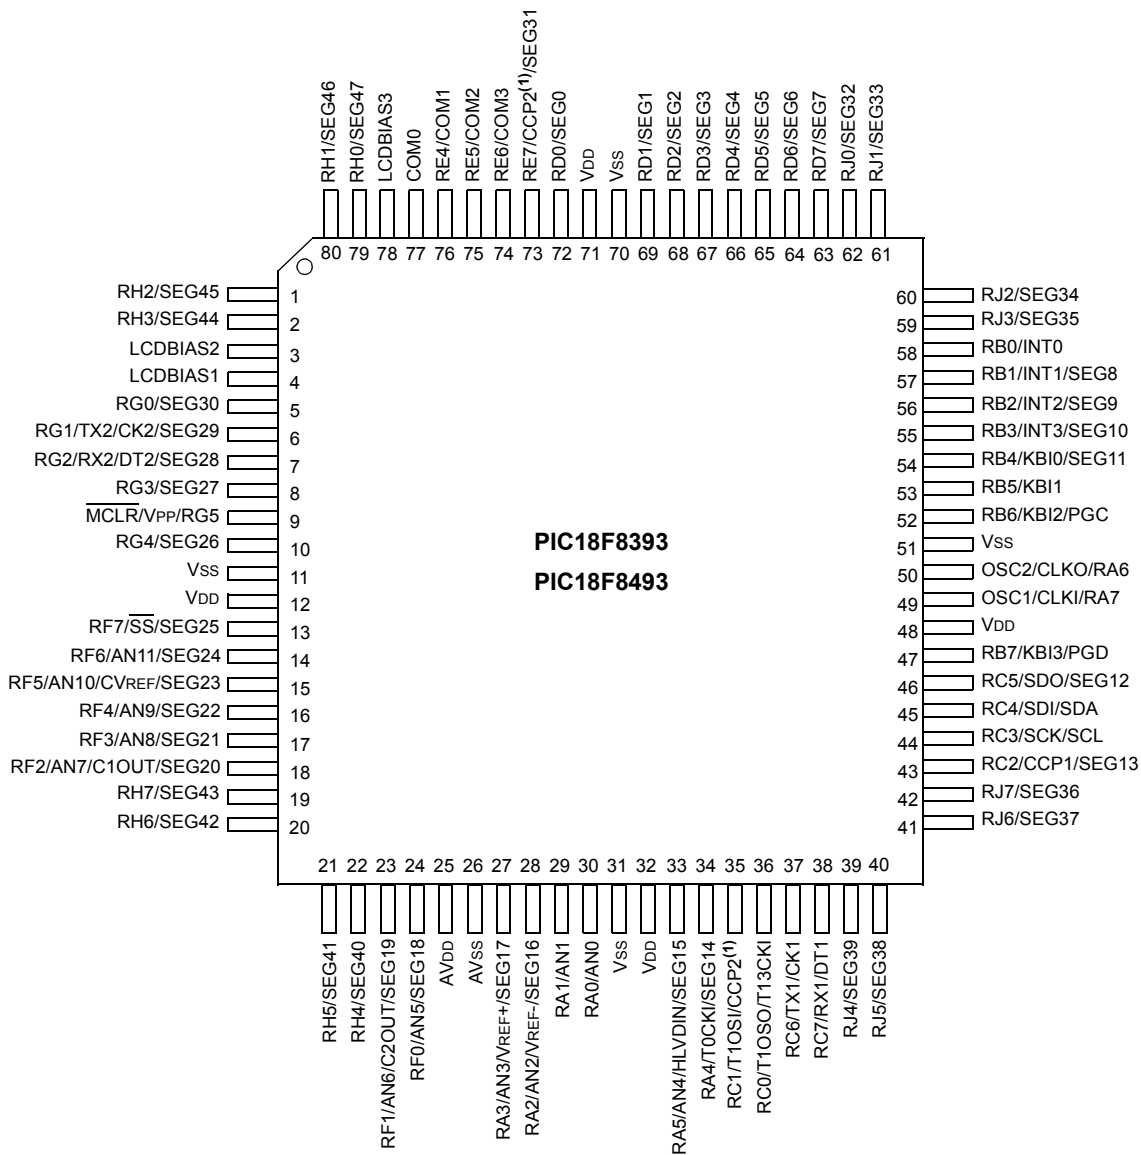 RH1/SEG46
RH0/SEG47
LCDBIAS3
COM0
RE4/COM1
RE5/COM2
RE6/COM3
RE7/CCP2(1)/SEG31
RD0/SEG0
VDD
VSS
RD1/SEG1
RD2/SEG2
RD3/SEG3
RD4/SEG4
RD5/SEG5
RD6/SEG6
RD7/SEG7
RJ0/SEG32
RJ1/SEG33
80 79 78 77 76 75 74 73 72 71 70 69 68 67 66 65 64 63 62 61
RH2/SEG45 1
RH3/SEG44 2
LCDBIAS2 3
LCDBIAS1 4
RG0/SEG30 5
RG1/TX2/CK2/SEG29 6
RG2/RX2/DT2/SEG28 7
RG3/SEG27 8
MCLR/VPP/RG5 9
RG4/SEG26 10
VSS 11
VDD 12
RF7/SS/SEG25 13
RF6/AN11/SEG24 14
RF5/AN10/CVREF/SEG23 15
RF4/AN9/SEG22 16
RF3/AN8/SEG21 17
RF2/AN7/C1OUT/SEG20 18
RH7/SEG43 19
RH6/SEG42 20
PIC18F8393
PIC18F8493
60 RJ2/SEG34
59 RJ3/SEG35
58 RB0/INT0
57 RB1/INT1/SEG8
56 RB2/INT2/SEG9
55 RB3/INT3/SEG10
54 RB4/KBI0/SEG11
53 RB5/KBI1
52 RB6/KBI2/PGC
51 VSS
50 OSC2/CLKO/RA6
49 OSC1/CLKI/RA7
48 VDD
47 RB7/KBI3/PGD
46 RC5/SDO/SEG12
45 RC4/SDI/SDA
44 RC3/SCK/SCL
43 RC2/CCP1/SEG13
42 RJ7/SEG36
41 RJ6/SEG37
21 22 23 24 25 26 27 28 29 30 31 32 33 34 35 36 37 38 39 40
RH5/SEG41
RH4/SEG40
RF1/AN6/C2OUT/SEG19
RF0/AN5/SEG18
AVDD
AVSS
RA3/AN3/VREF+/SEG17
RA2/AN2/VREF-/SEG16
RA1/AN1
RA0/AN0
VSS
VDD
RA5/AN4/HLVDIN/SEG15
RA4/T0CKI/SEG14
RC1/T1OSI/CCP2(1)
RC0/T1OSO/T13CKI
RC6/TX1/CK1
RC7/RX1/DT1
RJ4/SEG39
RJ5/SEG38